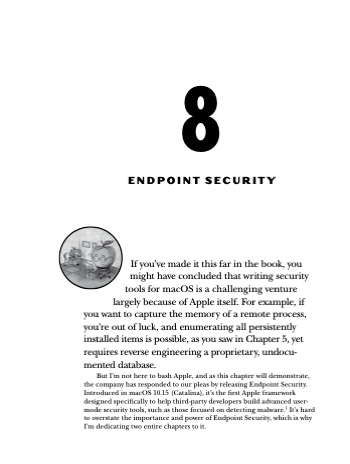 8
ENDPOINT SECURITY
If you've made it this far in the book, you
might have concluded that writing security
tools for macOS is a challenging venture
largely because of Apple itself. For example, if
you want to capture the memory of a remote process,
you're out of luck, and enumerating all persistently
installed items is possible, as you saw in Chapter 5, yet
requires reverse engineering a proprietary, undocu-
mented database.
But I'm not here to bash Apple, and as this chapter will demonstrate,
the company has responded to our pleas by releasing Endpoint Security.
Introduced in macOS 10.15 (Catalina), it's the first Apple framework
designed specifically to help third-party developers build advanced user-
mode security tools, such as those focused on detecting malware.¹ It's hard
to overstate the importance and power of Endpoint Security, which is why
I'm dedicating two entire chapters to it.